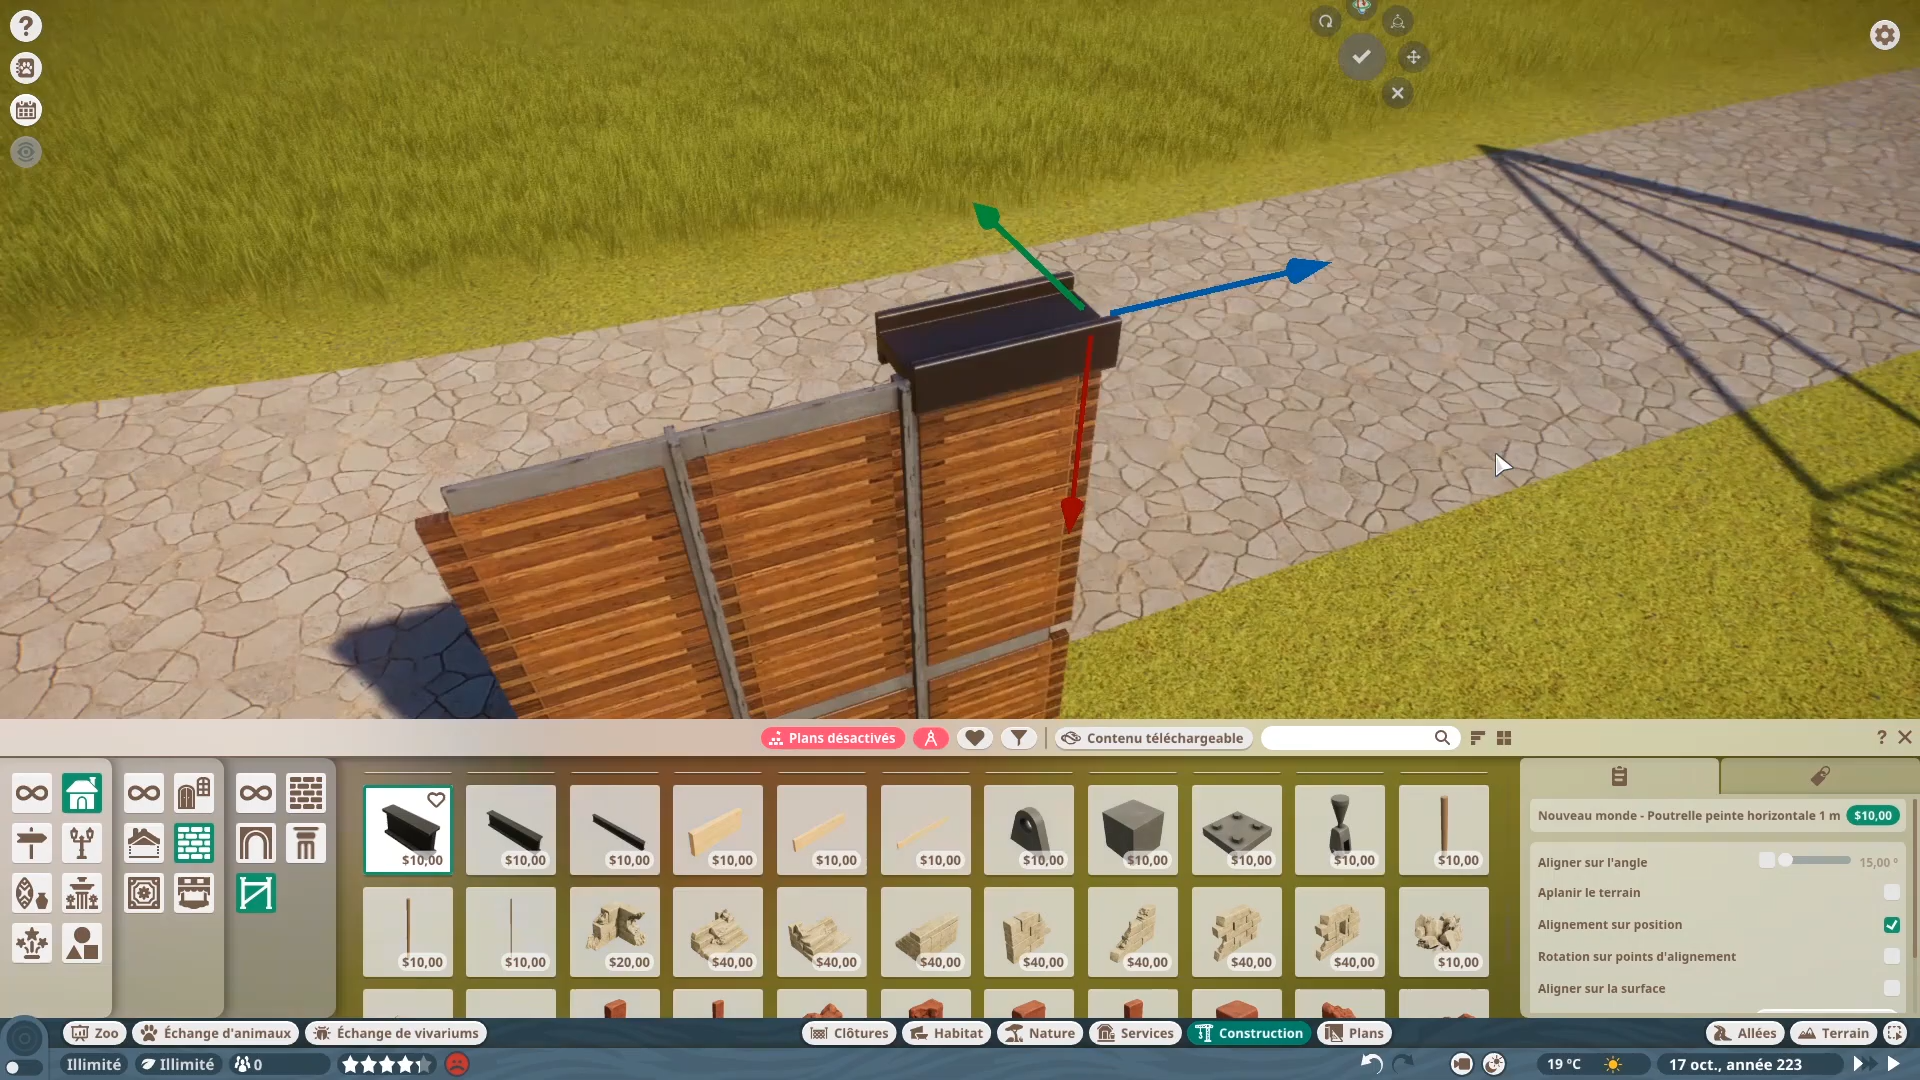 Plans désactivés
Contenu téléchargeable
?
?
$10,00
$10,00
$10,00
$10,00
$10,00
$10,00
$10,00
$10,00
$10,00
$10,00
$10,00
$10,00
$10,00
$20,00
$40,00
$40,00
$40,00
$40,00
$40,00
$40,00
$40,00
$10,00
Nouveau monde - Poutrelle peinte horizontale 1 m $10,00
Aligner sur l'angle 15,00 °
Aplanir le terrain
Alignement sur position
Rotation sur points d'alignement
Aligner sur la surface
Zoo Échange d'animaux Échange de vivariums Clôtures Habitat Nature Services Construction Plans Allées Terrain
Illimité Illimité 0 19 °C 17 oct., année 223